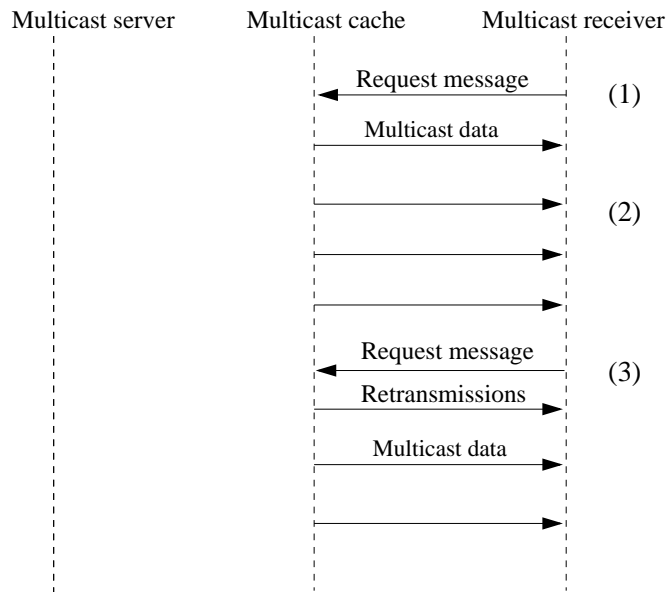 Multicast server Multicast cache Multicast receiver
Request message (1)
Multicast data
(2)
Request message (3)
Retransmissions
Multicast data